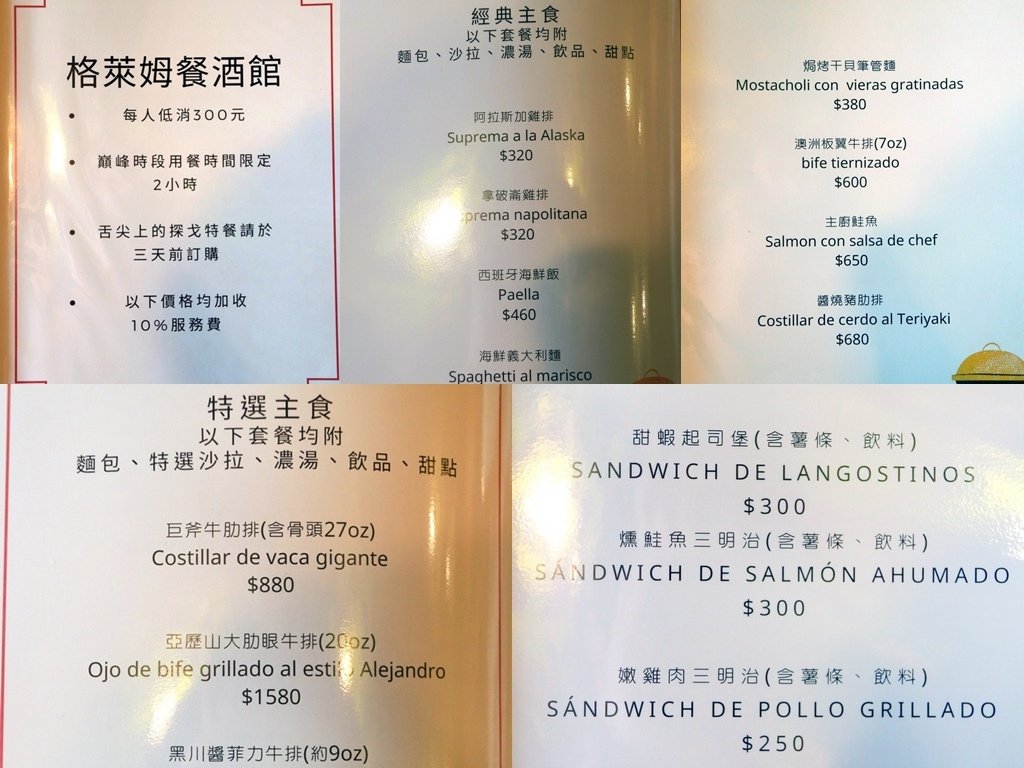 格萊姆餐酒館
• 每人低消300元
• 巔峰時段用餐時間限定
2小時
• 舌尖上的探戈特餐請於
三天前訂購
• 以下價格均加收
10%服務費
經典主食
以下套餐均附
麵包、沙拉、濃湯、飲品、甜點
阿拉斯加雞排
Suprema a la Alaska
$320
拿破崙雞排
prema napolitana
$320
西班牙海鮮飯
Paella
$460
海鮮義大利麵
Spaghetti al marisco
焗烤干貝筆管麵
Mostacholi con vieras gratinadas
$380
澳洲板翼牛排(7oz)
bife tiernizado
$600
主廚鮭魚
Salmon con salsa de chef
$650
醬燒豬肋排
Costillar de cerdo al Teriyaki
$680
特選主食
以下套餐均附
麵包、特選沙拉、濃湯、飲品、甜點
巨斧牛肋排(含骨頭27oz)
Costillar de vaca gigante
$880
亞歷山大肋眼牛排(20oz)
Ojo de bife grillado al estilo Alejandro
$1580
黑川醬菲力牛排(約9oz)
甜蝦起司堡(含薯條、飲料)
SANDWICH DE LANGOSTINOS
$300
燻鮭魚三明治(含薯條、飲料)
SÁNDWICH DE SALMÓN AHUMADO
$300
嫩雞肉三明治(含薯條、飲料)
SÁNDWICH DE POLLO GRILLADO
$250